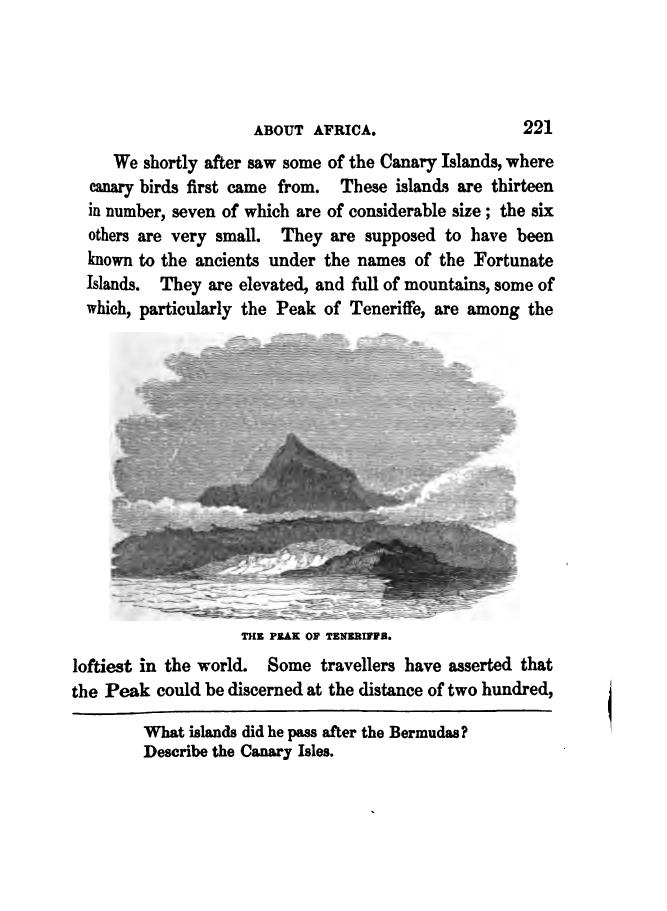 ABOUT AFRICA. 221
We shortly after saw some of the Canary Islands, where
canary birds first came from. These islands are thirteen
in number, seven of which are of considerable size ; the six
others are very small. They are supposed to have been
known to the ancients under the names of the Fortunate
Islands. They are elevated, and full of mountains, some of
which, particularly the Peak of Teneriffe, are among the
THE PEAK OF TENERIFFE.
loftiest in the world. Some travellers have asserted that
the Peak could be discerned at the distance of two hundred,
What islands did he pass after the Bermudas?
Describe the Canary Isles.